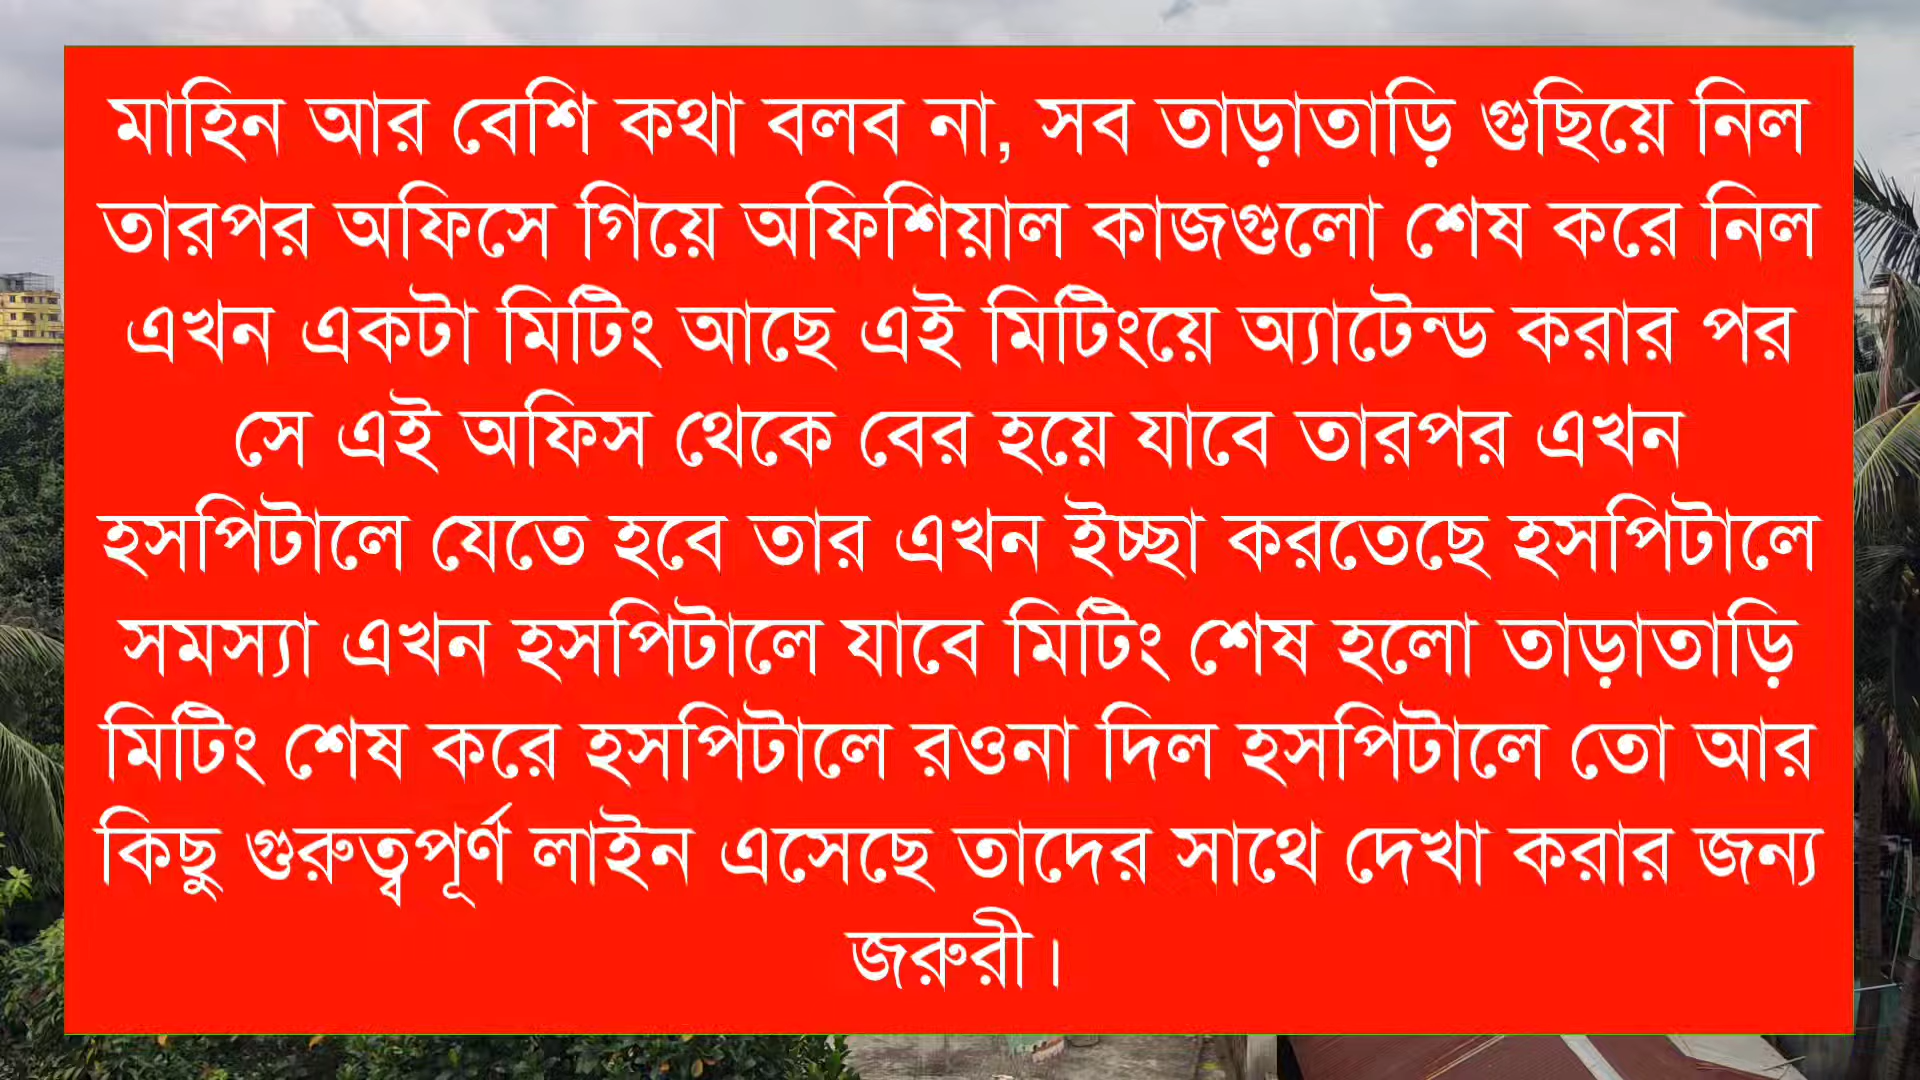 মাহিন আর বেশি কথা বলব না, সব তাড়াতাড়ি গুছিয়ে নিল
তারপর অফিসে গিয়ে অফিশিয়াল কাজগুলো শেষ করে নিল
এখন একটা মিটিং আছে এই মিটিংয়ে অ্যাটেন্ড করার পর
সে এই অফিস থেকে বের হয়ে যাবে তারপর এখন
হসপিটালে যেতে হবে তার এখন ইচ্ছা করতেছে হসপিটালে
সমস্যা এখন হসপিটালে যাবে মিটিং শেষ হলো তাড়াতাড়ি
মিটিং শেষ করে হসপিটালে রওনা দিল হসপিটালে তো আর
কিছু গুরুত্বপূর্ণ লাইন এসেছে তাদের সাথে দেখা করার জন্য
জরুরী।